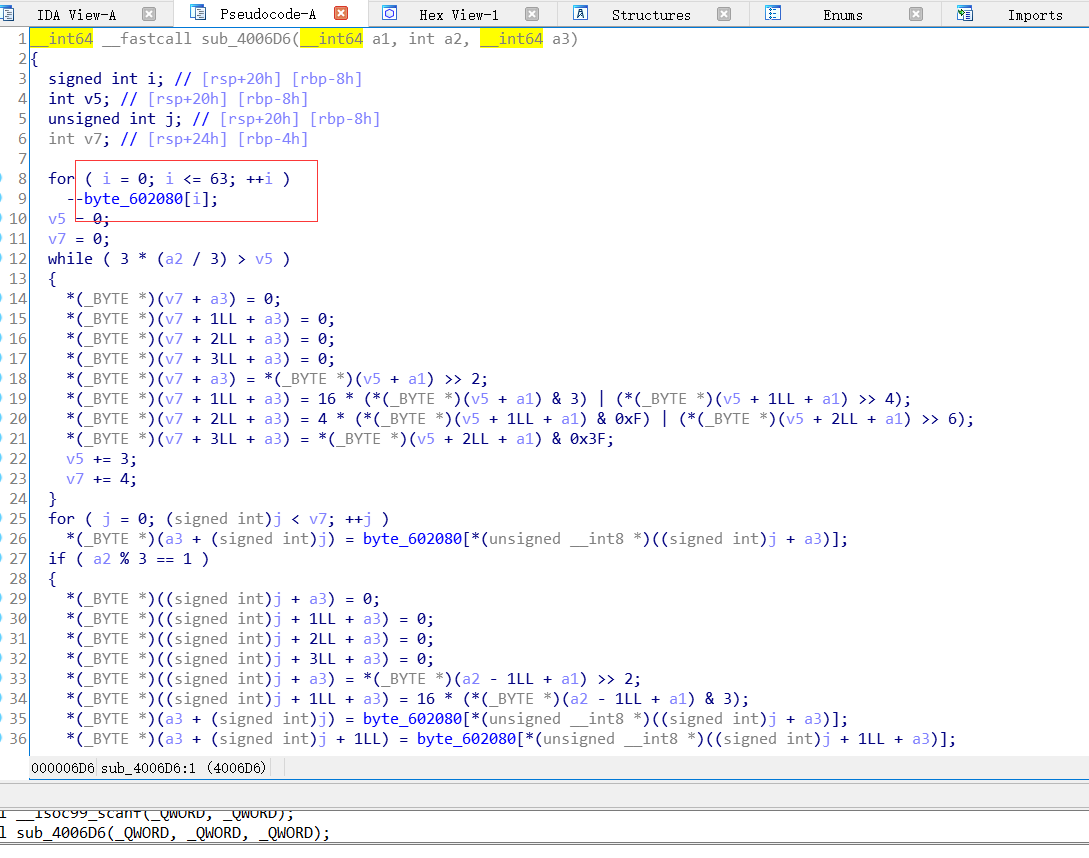 IDA View-A
Pseudocode-A
Hex View-1
Structures
Enums
Imports
1 __int64 __fastcall sub_4006D6(__int64 a1, int a2, __int64 a3)
2 {
3 signed int i; // [rsp+20h] [rbp-8h]
4 int v5; // [rsp+20h] [rbp-8h]
5 unsigned int j; // [rsp+20h] [rbp-8h]
6 int v7; // [rsp+24h] [rbp-4h]
7
8 for ( i = 0; i <= 63; ++i )
9 --byte_602080[i];
10 v5 = 0;
11 v7 = 0;
12 while ( 3 * (a2 / 3) > v5 )
13 {
14 *(_BYTE *)(v7 + a3) = 0;
15 *(_BYTE *)(v7 + 1LL + a3) = 0;
16 *(_BYTE *)(v7 + 2LL + a3) = 0;
17 *(_BYTE *)(v7 + 3LL + a3) = 0;
18 *(_BYTE *)(v7 + a3) = *(_BYTE *)(v5 + a1) >> 2;
19 *(_BYTE *)(v7 + 1LL + a3) = 16 * (*(_BYTE *)(v5 + a1) & 3) | (*(_BYTE *)(v5 + 1LL + a1) >> 4);
20 *(_BYTE *)(v7 + 2LL + a3) = 4 * (*(_BYTE *)(v5 + 1LL + a1) & 0xF) | (*(_BYTE *)(v5 + 2LL + a1) >> 6);
21 *(_BYTE *)(v7 + 3LL + a3) = *(_BYTE *)(v5 + 2LL + a1) & 0x3F;
22 v5 += 3;
23 v7 += 4;
24 }
25 for ( j = 0; (signed int)j < v7; ++j )
26 *(_BYTE *)(a3 + (signed int)j) = byte_602080[*(unsigned __int8 *)((signed int)j + a3)];
27 if ( a2 % 3 == 1 )
28 {
29 *(_BYTE *)((signed int)j + a3) = 0;
30 *(_BYTE *)((signed int)j + 1LL + a3) = 0;
31 *(_BYTE *)((signed int)j + 2LL + a3) = 0;
32 *(_BYTE *)((signed int)j + 3LL + a3) = 0;
33 *(_BYTE *)((signed int)j + a3) = *(_BYTE *)(a2 - 1LL + a1) >> 2;
34 *(_BYTE *)((signed int)j + 1LL + a3) = 16 * (*(_BYTE *)(a2 - 1LL + a1) & 3);
35 *(_BYTE *)(a3 + (signed int)j) = byte_602080[*(unsigned __int8 *)((signed int)j + a3)];
36 *(_BYTE *)(a3 + (signed int)j + 1LL) = byte_602080[*(unsigned __int8 *)((signed int)j + 1LL + a3)];
000006D6 sub_4006D6:1 (4006D6)
l __isoc99_scanf(_QWORD, _QWORD);
l sub_4006D6(_QWORD, _QWORD, _QWORD);